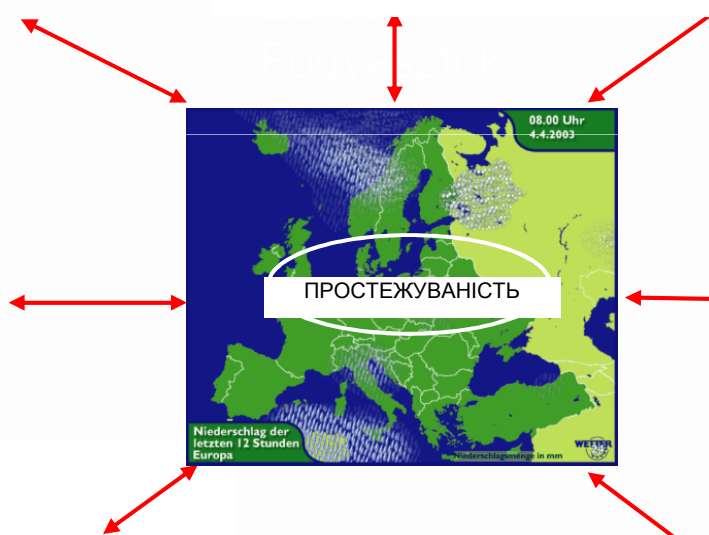 Fogyasztók
08.00 Uhr
4.4.2003
ПРОСТЕЖУВАНІСТЬ
Niederschlag der
letzten 12 Stunden
Europa
WETTER
Niederschlagsmenge in mm